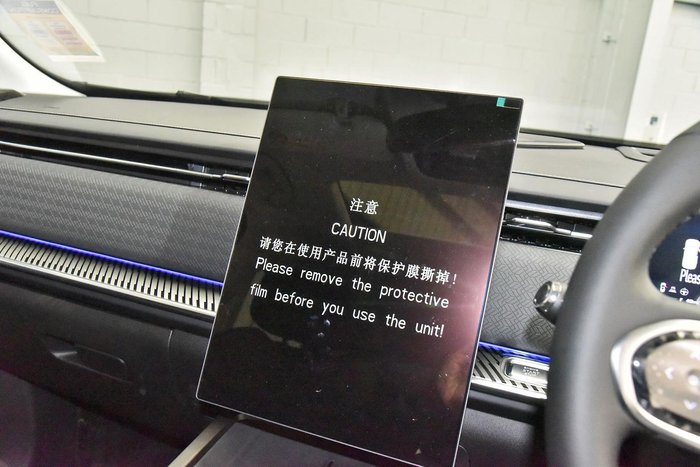 注意
CAUTION
请您在使用产品前将保护膜撕掉!
Please remove the protective
film before you use the unit!
Pleas